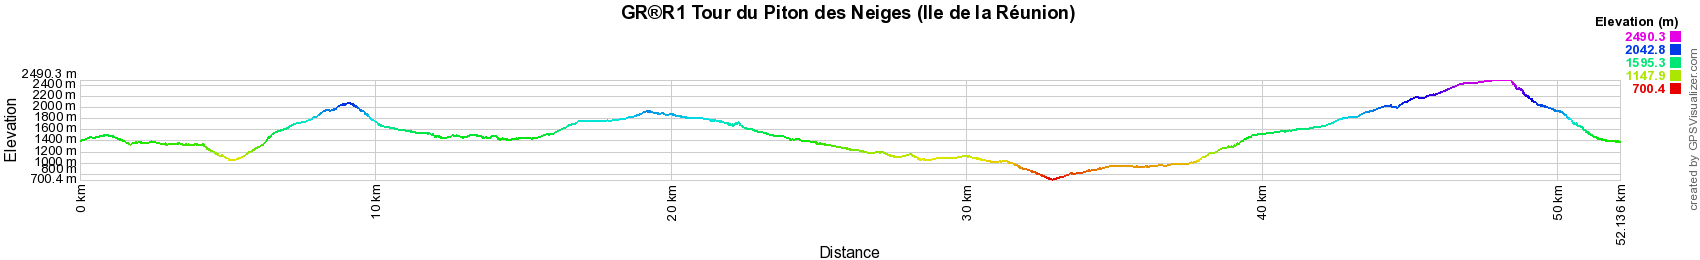 GR®R1 Tour du Piton des Neiges (Ile de la Réunion)
Elevation (m)
2490.3
2042.8
1595.3
1147.9
700.4
2490.3 m
2400 m
2200 m
2000 m
1800 m
1600 m
1400 m
1200 m
1000 m
800 m
700.4 m
Elevation
0 km
10 km
20 km
30 km
40 km
50 km
52.136 km
Distance
created by GPSVisualizer.com